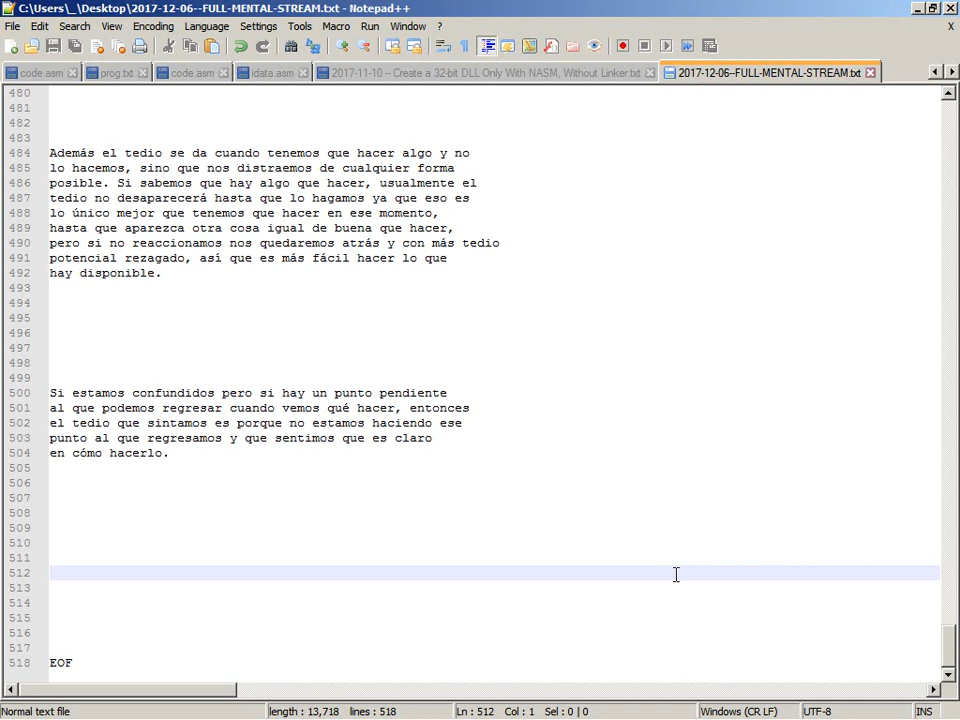 C:\Users\_\Desktop\2017-12-06--FULL-MENTAL-STREAM.txt - Notepad++
File Edit Search View Encoding Language Settings Tools Macro Run Window ? X
code.asm prog.txt code.asm idata.asm 2017-11-10 -- Create a 32-bit DLL Only With NASM, Without Linker.txt 2017-12-06--FULL-MENTAL-STREAM.txt
480
481
482
483
484 Además el tedio se da cuando tenemos que hacer algo y no
485 lo hacemos, sino que nos distraemos de cualquier forma
486 posible. Si sabemos que hay algo que hacer, usualmente el
487 tedio no desaparecerá hasta que lo hagamos ya que eso es
488 lo único mejor que tenemos que hacer en ese momento,
489 hasta que aparezca otra cosa igual de buena que hacer,
490 pero si no reaccionamos nos quedaremos atrás y con más tedio
491 potencial rezagado, así que es más fácil hacer lo que
492 hay disponible.
493
494
495
496
497
498
499
500 Si estamos confundidos pero si hay un punto pendiente
501 al que podemos regresar cuando vemos qué hacer, entonces
502 el tedio que sintamos es porque no estamos haciendo ese
503 punto al que regresamos y que sentimos que es claro
504 en cómo hacerlo.
505
506
507
508
509
510
511
512
513
514
515
516
517
518 EOF
Normal text file length : 13,718 lines : 518 Ln : 512 Col : 1 Sel : 0 | 0 Windows (CR LF) UTF-8 INS